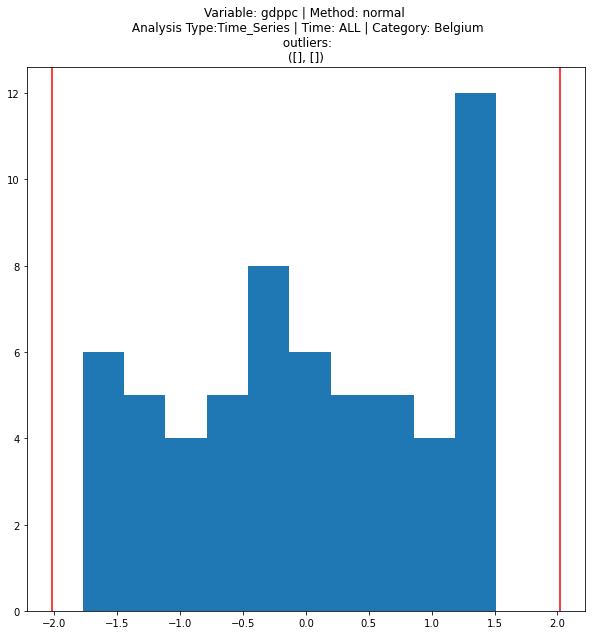 Variable: gdppc | Method: normal
Analysis Type:Time_Series | Time: ALL | Category: Belgium
outliers:
([], [])
12
10
8
6
4
2
0
−2.0 −1.5 −1.0 −0.5 0.0 0.5 1.0 1.5 2.0